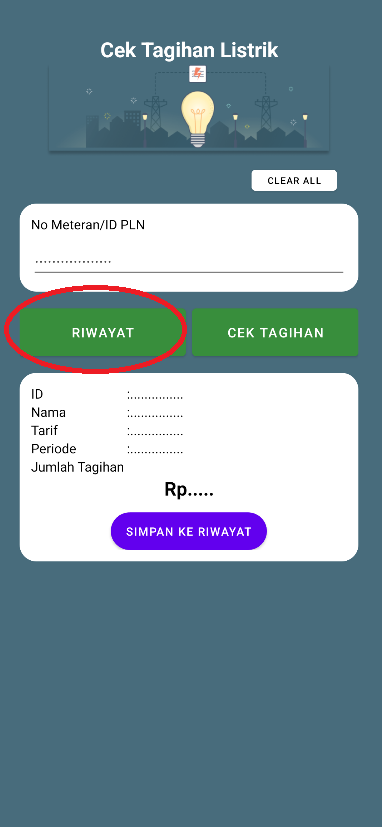 Cek Tagihan Listrik
CLEAR ALL
No Meteran/ID PLN
..................
RIWAYAT
CEK TAGIHAN
ID :...............
Nama :...............
Tarif :...............
Periode :...............
Jumlah Tagihan
Rp.....
SIMPAN KE RIWAYAT